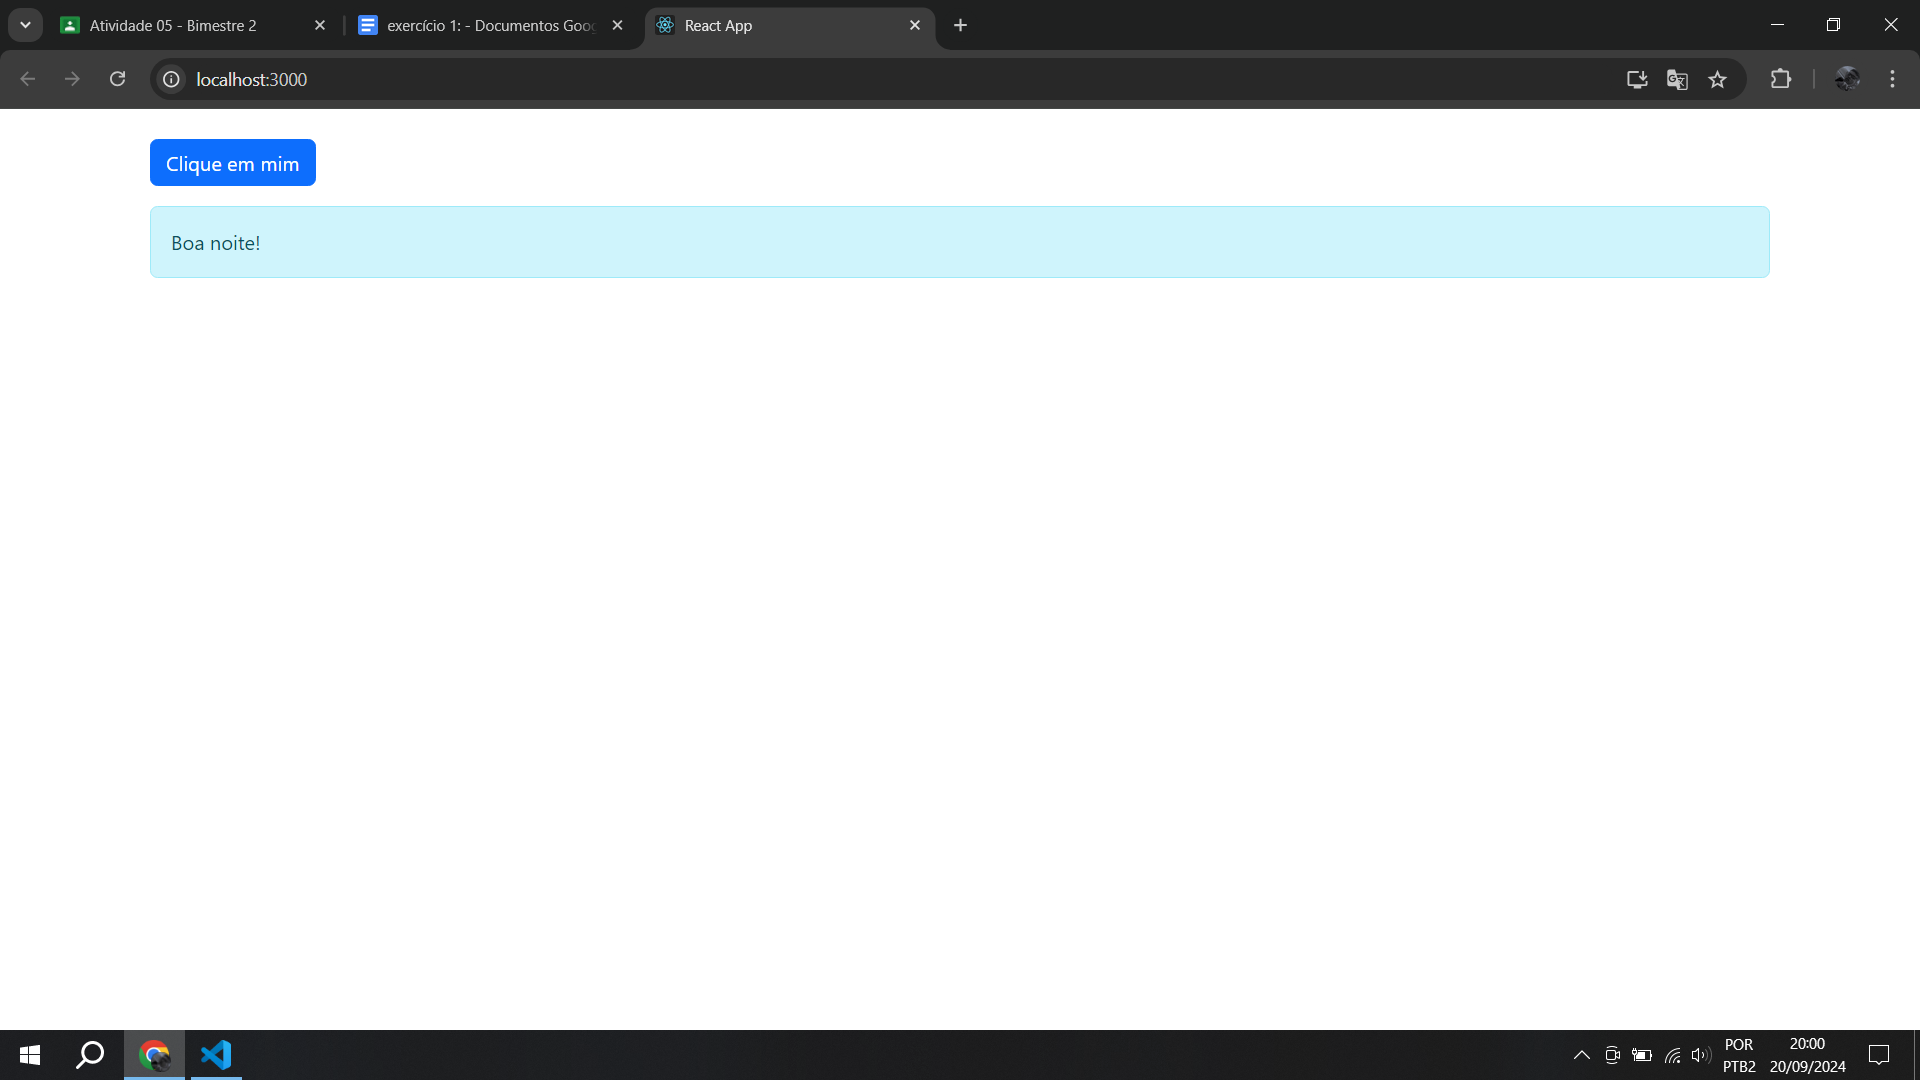 Atividade 05 - Bimestre 2
exercício 1: - Documentos Goo
React App
localhost:3000
Clique em mim
Boa noite!
POR
PTB2
20:00
20/09/2024